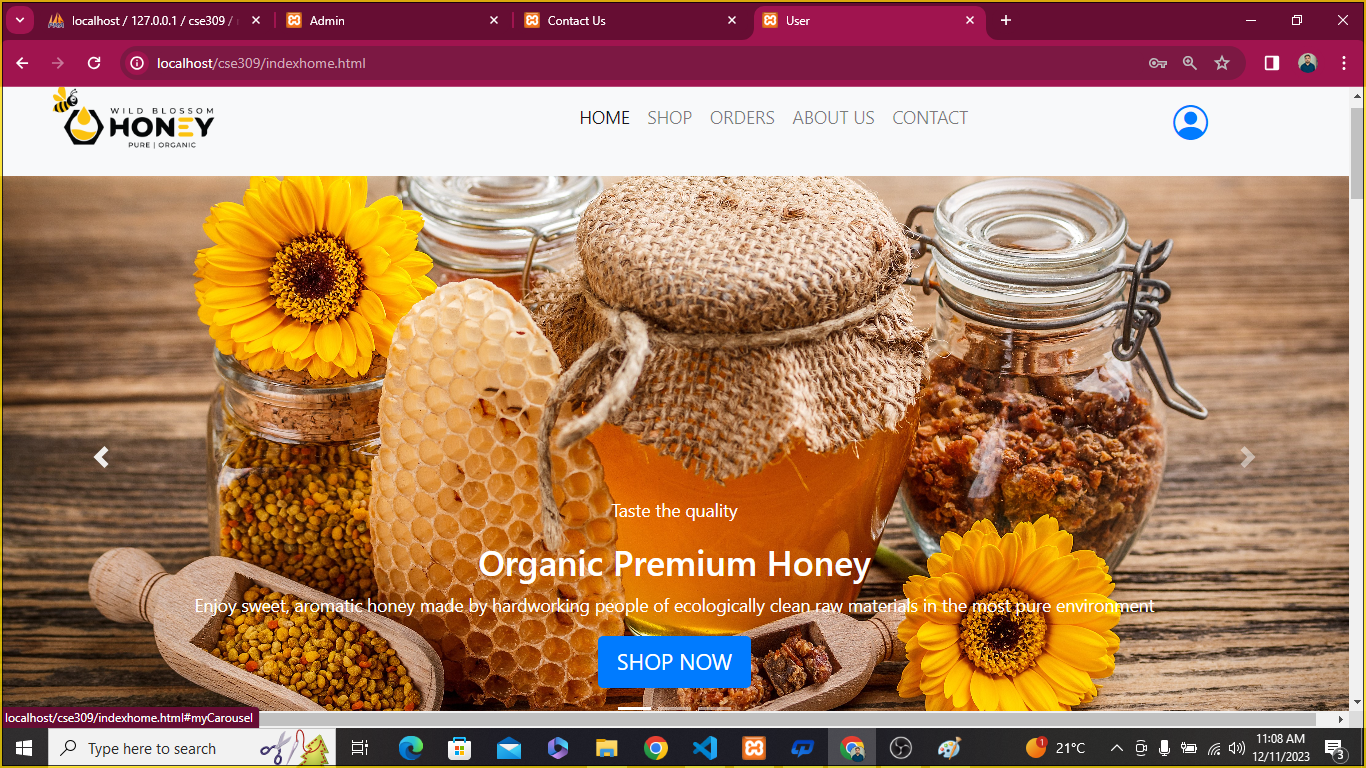 localhost / 127.0.0.1 / cse309 /
Admin
Contact Us
User
localhost/cse309/indexhome.html
WILD BLOSSOM
HONEY
PURE | ORGANIC
HOME
SHOP
ORDERS
ABOUT US
CONTACT
Taste the quality
Organic Premium Honey
Enjoy sweet, aromatic honey made by hardworking people of ecologically clean raw materials in the most pure environment
SHOP NOW
localhost/cse309/indexhome.html#myCarousel
Type here to search
1
21°C
11:08 AM
12/11/2023
3